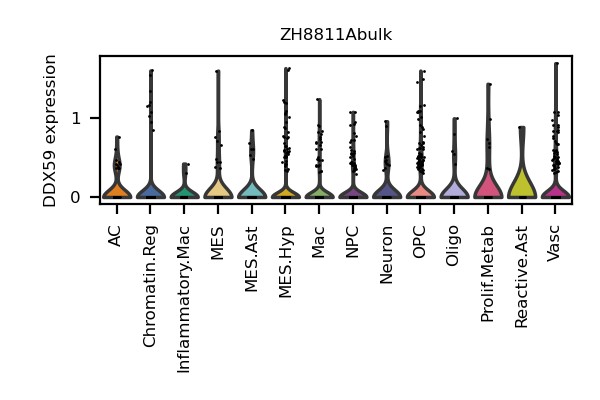 ZH8811Abulk
DDX59 expression
1
0
AC
Chromatin.Reg
Inflammatory.Mac
MES
MES.Ast
MES.Hyp
Mac
NPC
Neuron
OPC
Oligo
Prolif.Metab
Reactive.Ast
Vasc